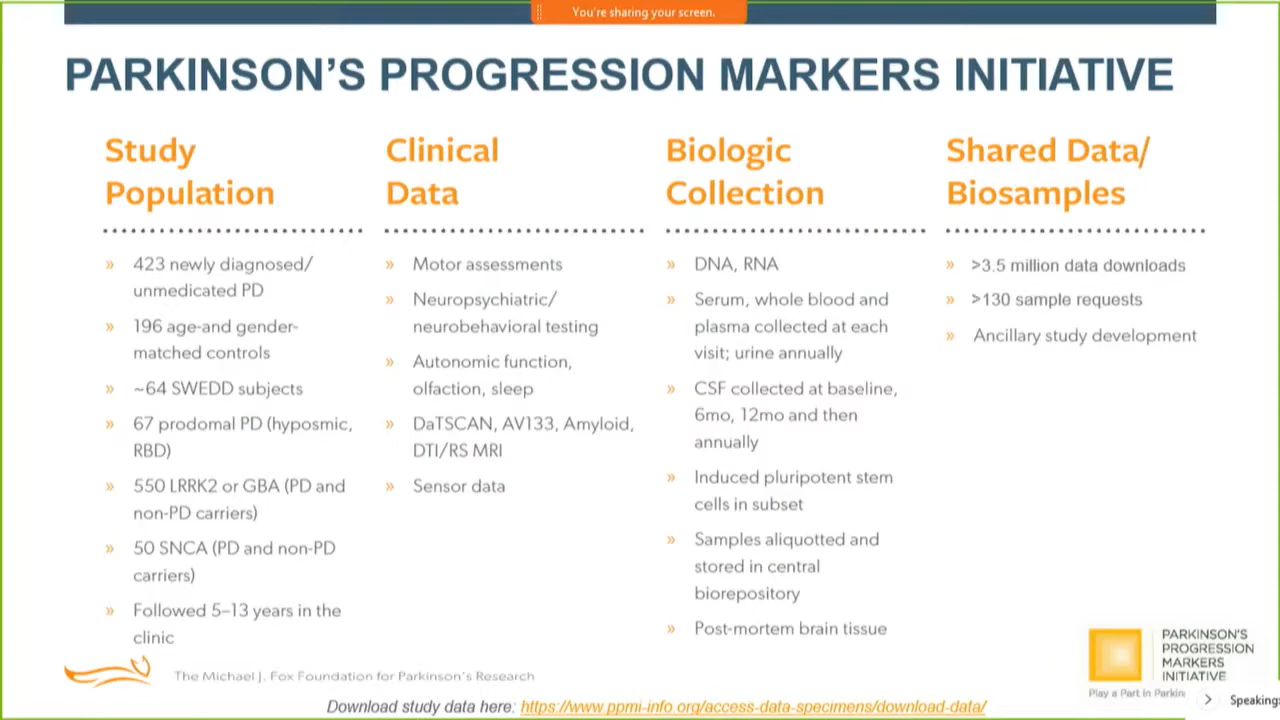 You're sharing your screen.
PARKINSON'S PROGRESSION MARKERS INITIATIVE
Study
Population
» 423 newly diagnosed/
unmedicated PD
» 196 age-and gender-
matched controls
» ~64 SWEDD subjects
» 67 prodomal PD (hyposmic,
RBD)
» 550 LRRK2 or GBA (PD and
non-PD carriers)
» 50 SNCA (PD and non-PD
carriers)
» Followed 5–13 years in the
clinic
Clinical
Data
» Motor assessments
» Neuropsychiatric/
neurobehavioral testing
» Autonomic function,
olfaction, sleep
» DaTSCAN, AV133, Amyloid,
DTI/RS MRI
» Sensor data
Biologic
Collection
» DNA, RNA
» Serum, whole blood and
plasma collected at each
visit; urine annually
» CSF collected at baseline,
6mo, 12mo and then
annually
» Induced pluripotent stem
cells in subset
» Samples aliquotted and
stored in central
biorepository
» Post-mortem brain tissue
Shared Data/
Biosamples
» >3.5 million data downloads
» >130 sample requests
» Ancillary study development
The Michael J. Fox Foundation for Parkinson's Research
PARKINSON'S
PROGRESSION
MARKERS
INITIATIVE
Play a Part in Parkin
Speaking:
Download study data here: https://www.ppmi-info.org/access-data-specimens/download-data/